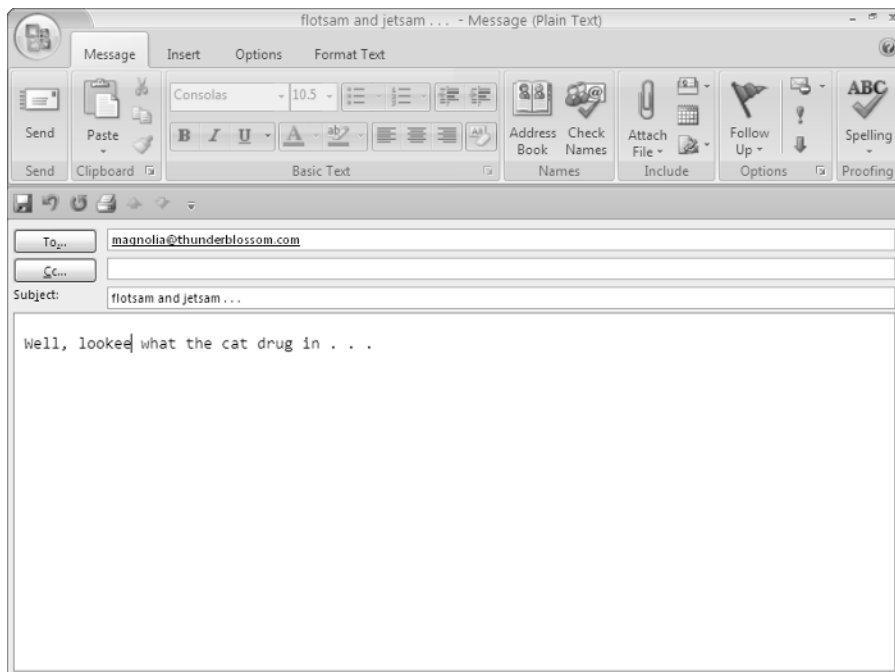 flotsam and jetsam . . . - Message (Plain Text)
Message Insert Options Format Text
Consolas 10.5
B I U A ab
Send Paste Address Book Check Names Attach File Follow Up ABC Spelling
Send Clipboard Basic Text Names Include Options Proofing
To... magnolia@thunderblossom.com
Cc...
Subject: flotsam and jetsam . . .
Well, lookee what the cat drug in . . .